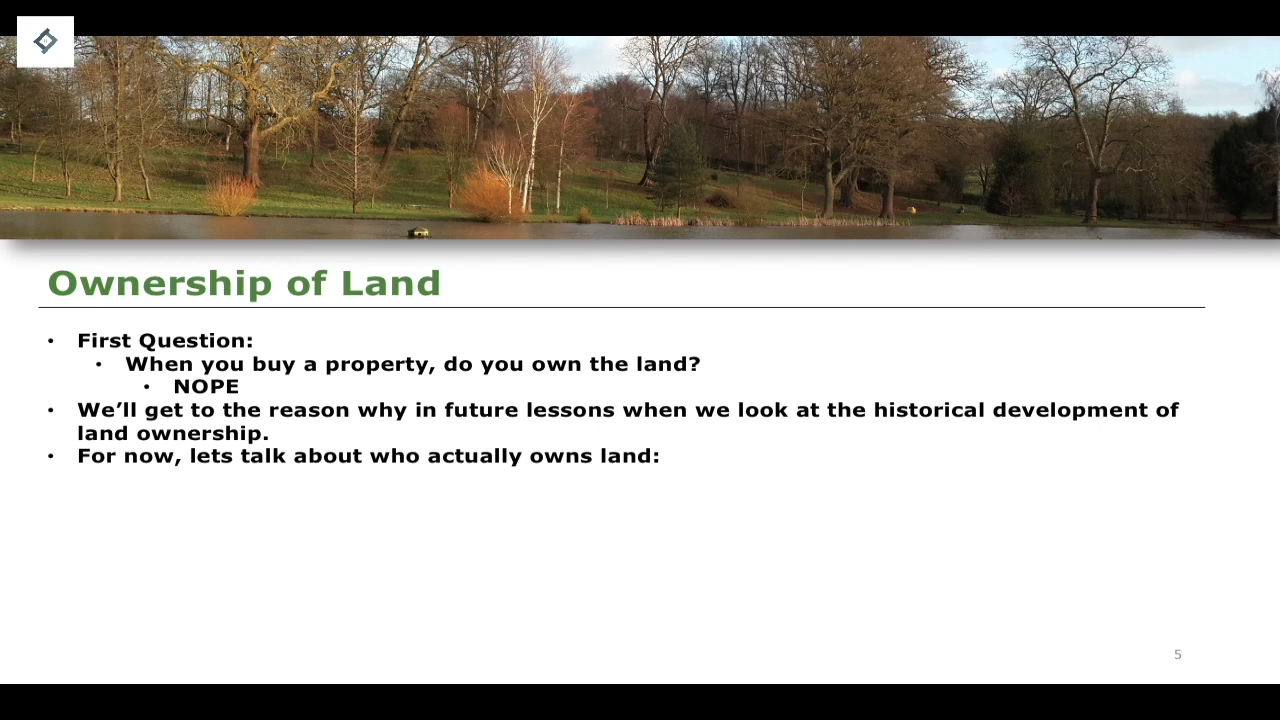 Ownership of Land
• First Question:
• When you buy a property, do you own the land?
• NOPE
• We’ll get to the reason why in future lessons when we look at the historical development of
land ownership.
• For now, lets talk about who actually owns land:
5